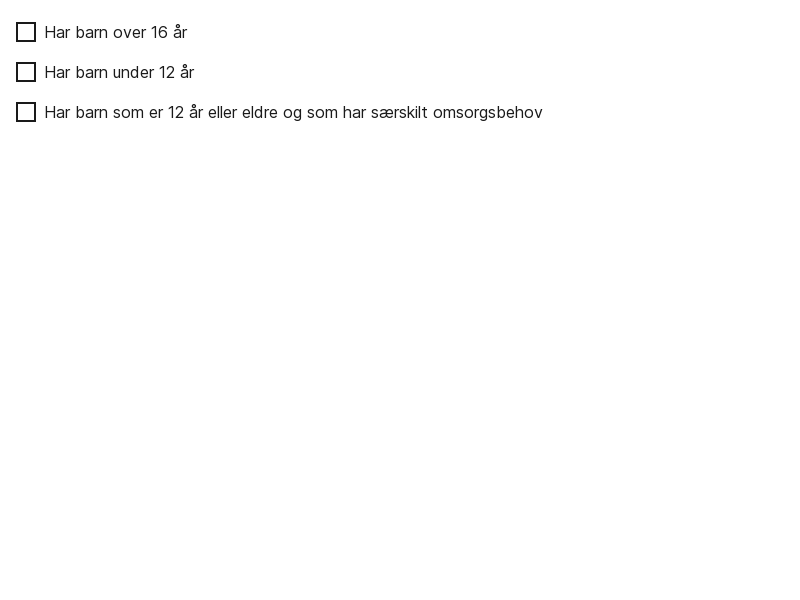 Har barn over 16 år
Har barn under 12 år
Har barn som er 12 år eller eldre og som har særskilt omsorgsbehov